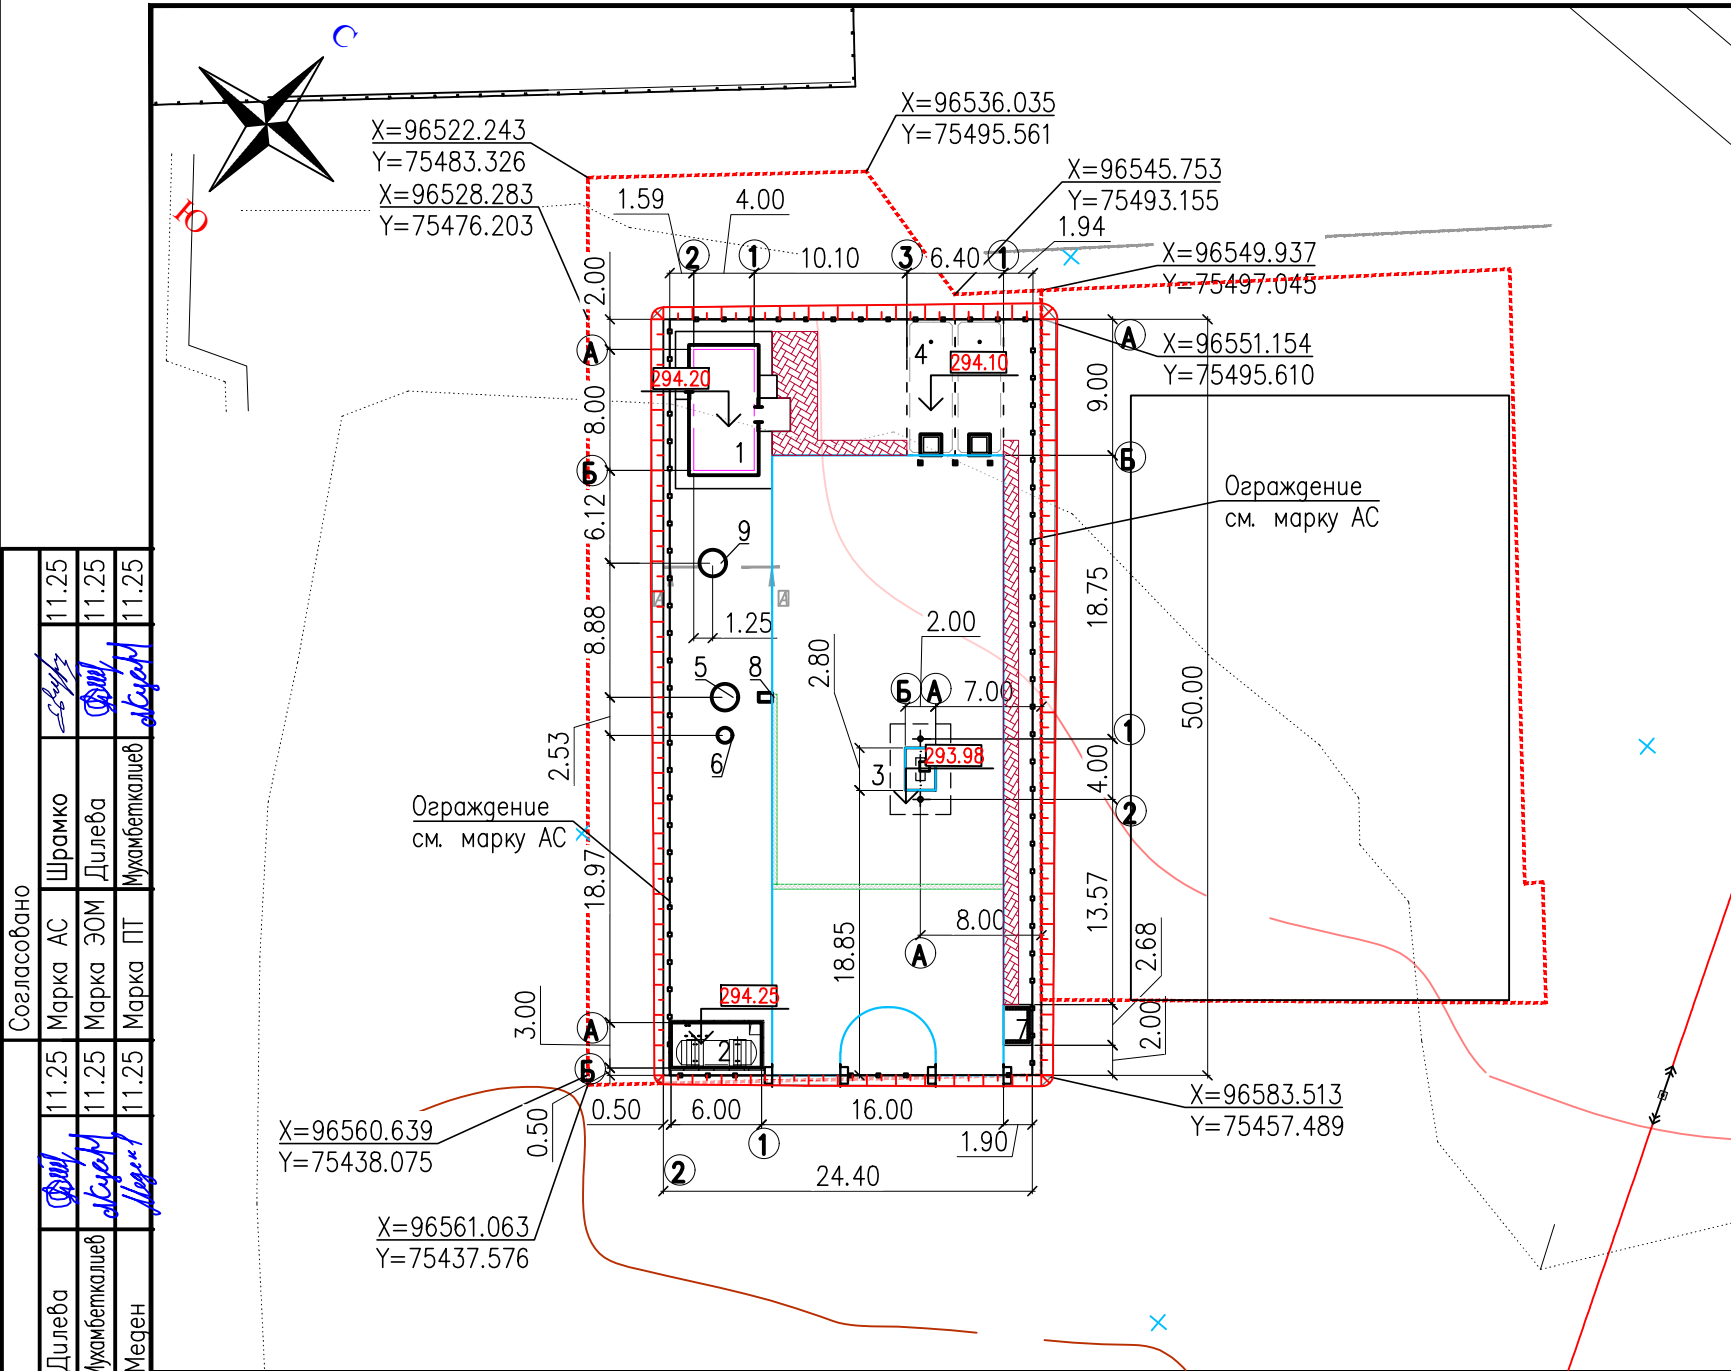 С
Ю
X=96522.243
Y=75483.326
X=96528.283
Y=75476.203
X=96536.035
Y=75495.561
X=96545.753
Y=75493.155
X=96549.937
Y=75497.045
X=96551.154
Y=75495.610
1.59
4.00
1.94
2
1
10.10
3
6.40
1
2.00
А
8.00
Б
6.12
8.88
2.53
18.97
3.00
А
Б
0.50
294.20
1
4
294.10
А
9.00
Б
18.75
50.00
1
4.00
2
13.57
2.68
2.00
Ограждение
см. марку АС
9
А
А
1.25
5
8
6
2.80
2.00
Б
А
7.00
293.98
3
8.00
А
18.85
Ограждение
см. марку АС
294.25
2
7
0.50
6.00
16.00
1
1.90
2
24.40
X=96560.639
Y=75438.075
X=96561.063
Y=75437.576
X=96583.513
Y=75457.489
Согласовано
Марка АС
Шрамко
11.25
Марка ЭОМ
Дилева
11.25
Марка ПТ
Мухамбеткалиев
11.25
Дилева
11.25
Мухамбеткалиев
11.25
Меден
11.25